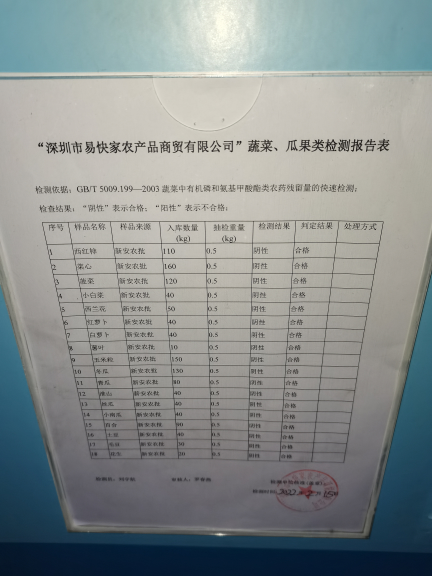 “深圳市易快家农产品商贸有限公司”蔬菜、瓜果类检测报告表
检测依据：GB/T 5009.199—2003 蔬菜中有机磷和氨基甲酸酯类农药残留量的快速检测；
检查结果：“阴性”表示合格；“阳性”表示不合格；
序号 样品名称 样品来源 入库数量(kg) 抽检重量(kg) 检测结果 判定结果 处理方式
1 西红柿 新安农批 110 0.5 阴性 合格
2 菜心 新安农批 160 0.5 阴性 合格
3 新安农批 120 0.5 阴性 合格
4 小白菜 新安农批 40 0.5 阴性 合格
5 西兰花 新安农批 50 0.5 阴性 合格
6 红萝卜 新安农批 40 0.5 阴性 合格
7 白萝卜 新安农批 40 0.5 阴性 合格
8 新安农批 10 0.5 阴性 合格
9 玉米粒 新安农批 150 0.5 阴性 合格
10 冬瓜 新安农批 130 0.5 阴性 合格
11 青瓜 新安农批 80 0.5 阴性 合格
12 淮山 新安农批 40 0.5 阴性 合格
13 新安农批 40 0.5 阴性 合格
14 小南瓜 新安农批 40 0.5 阴性 合格
15 新安农批 0.5 阴性 合格
16 土豆 新安农批 0.5 阴性 合格
17 新安农批 0.5 阴性 合格
18 新安农批 20 0.5 阴性 合格
检测员： 审核人：
检测时间：2022